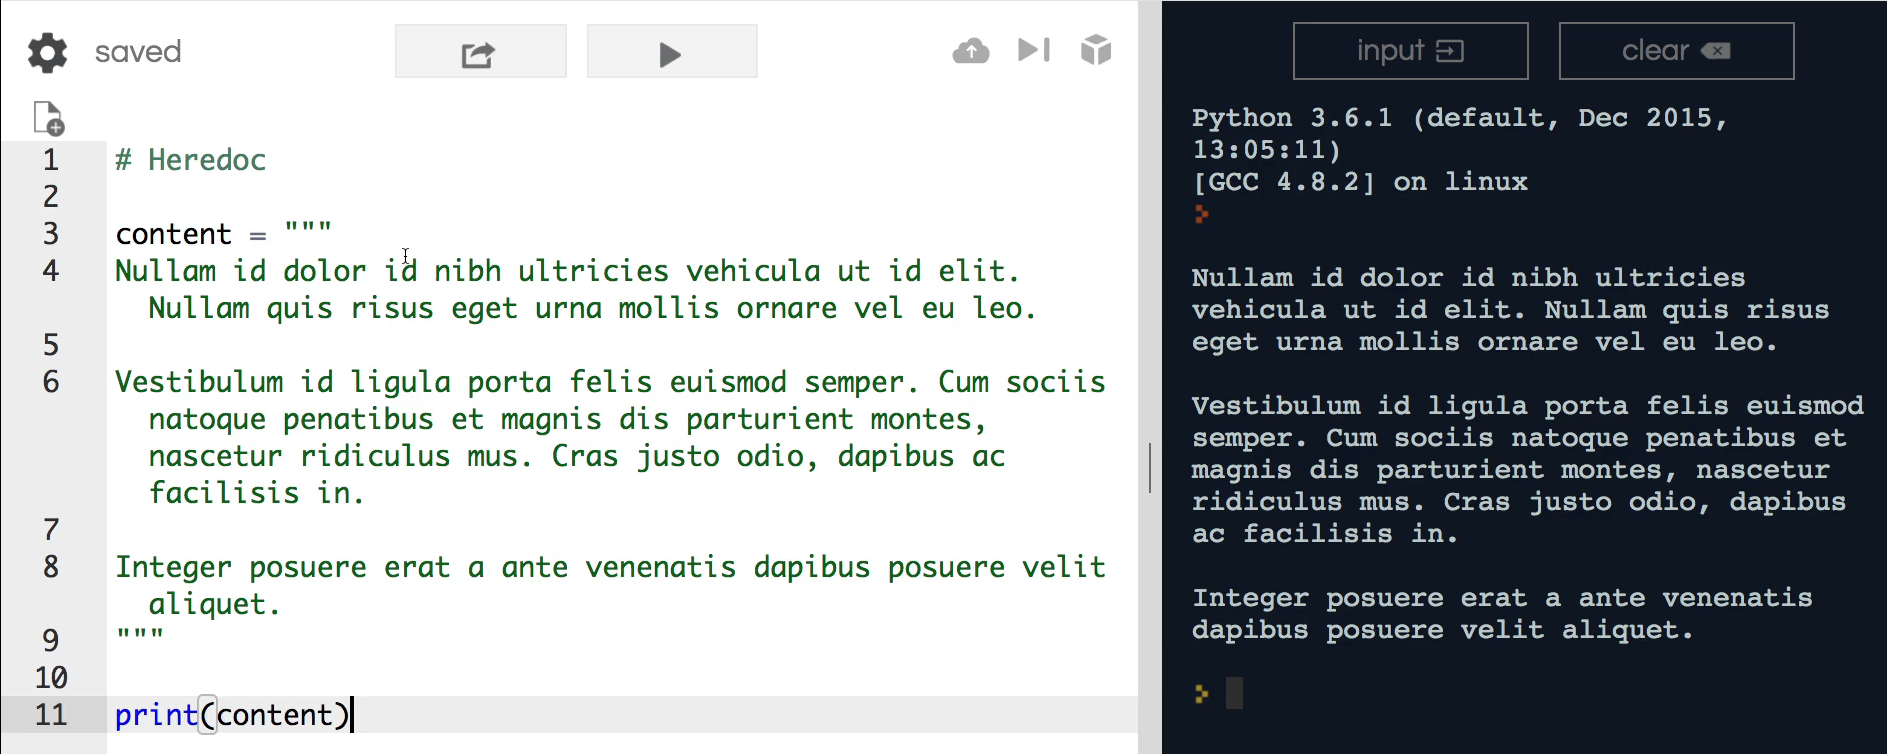 saved
1 # Heredoc
2
3 content = """
4 Nullam id dolor id nibh ultricies vehicula ut id elit.
Nullam quis risus eget urna mollis ornare vel eu leo.
5
6 Vestibulum id ligula porta felis euismod semper. Cum sociis
natoque penatibus et magnis dis parturient montes,
nascetur ridiculus mus. Cras justo odio, dapibus ac
facilisis in.
7
8 Integer posuere erat a ante venenatis dapibus posuere velit
aliquet.
9 """
10
11 print(content)
input
clear
Python 3.6.1 (default, Dec 2015,
13:05:11)
[GCC 4.8.2] on linux
Nullam id dolor id nibh ultricies
vehicula ut id elit. Nullam quis risus
eget urna mollis ornare vel eu leo.
Vestibulum id ligula porta felis euismod
semper. Cum sociis natoque penatibus et
magnis dis parturient montes, nascetur
ridiculus mus. Cras justo odio, dapibus
ac facilisis in.
Integer posuere erat a ante venenatis
dapibus posuere velit aliquet.